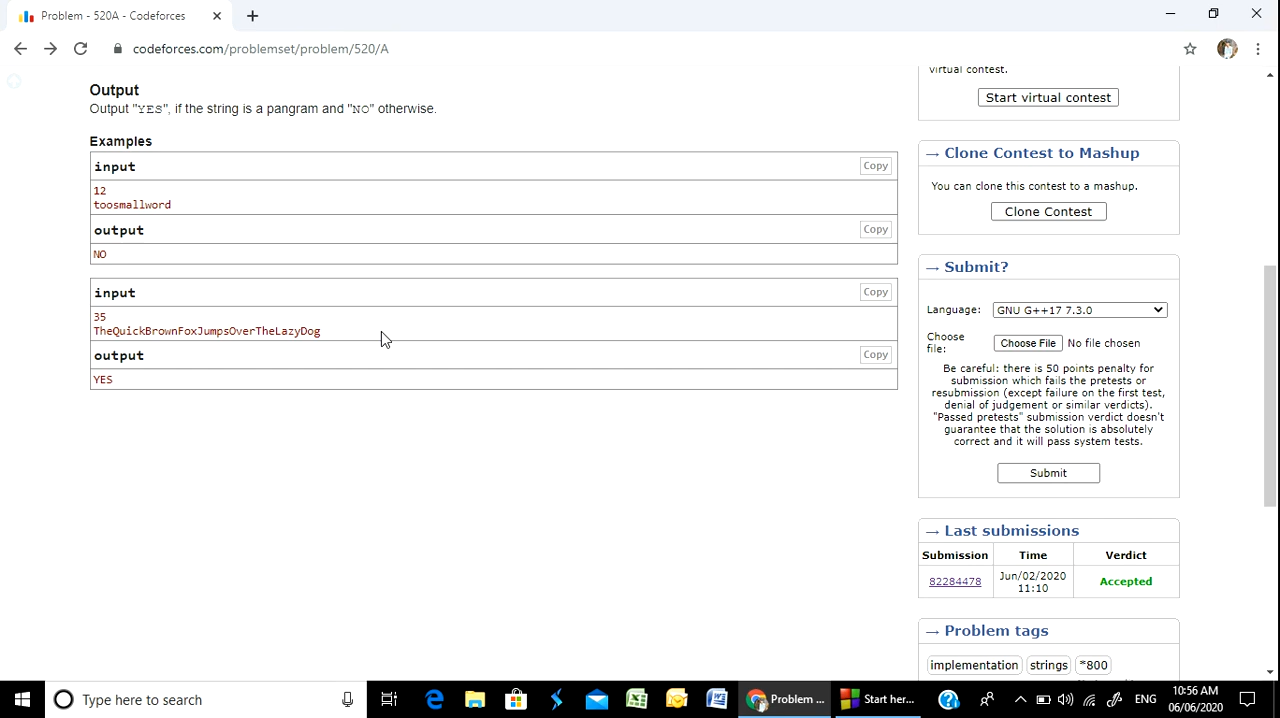 Problem - 520A - Codeforces
codeforces.com/problemset/problem/520/A
Output
Output "YES", if the string is a pangram and "NO" otherwise.
Examples
input
Copy
12
toosmallword
output
Copy
NO
input
Copy
35
TheQuickBrownFoxJumpsOverTheLazyDog
output
Copy
YES
virtual contest.
Start virtual contest
→ Clone Contest to Mashup
You can clone this contest to a mashup.
Clone Contest
→ Submit?
Language: GNU G++17 7.3.0
Choose
file: Choose File No file chosen
Be careful: there is 50 points penalty for
submission which fails the pretests or
resubmission (except failure on the first test,
denial of judgement or similar verdicts).
"Passed pretests" submission verdict doesn't
guarantee that the solution is absolutely
correct and it will pass system tests.
Submit
→ Last submissions
Submission Time Verdict
82284478 Jun/02/2020 11:10 Accepted
→ Problem tags
implementation strings *800
Type here to search
Problem ...
Start her...
ENG
10:56 AM
06/06/2020